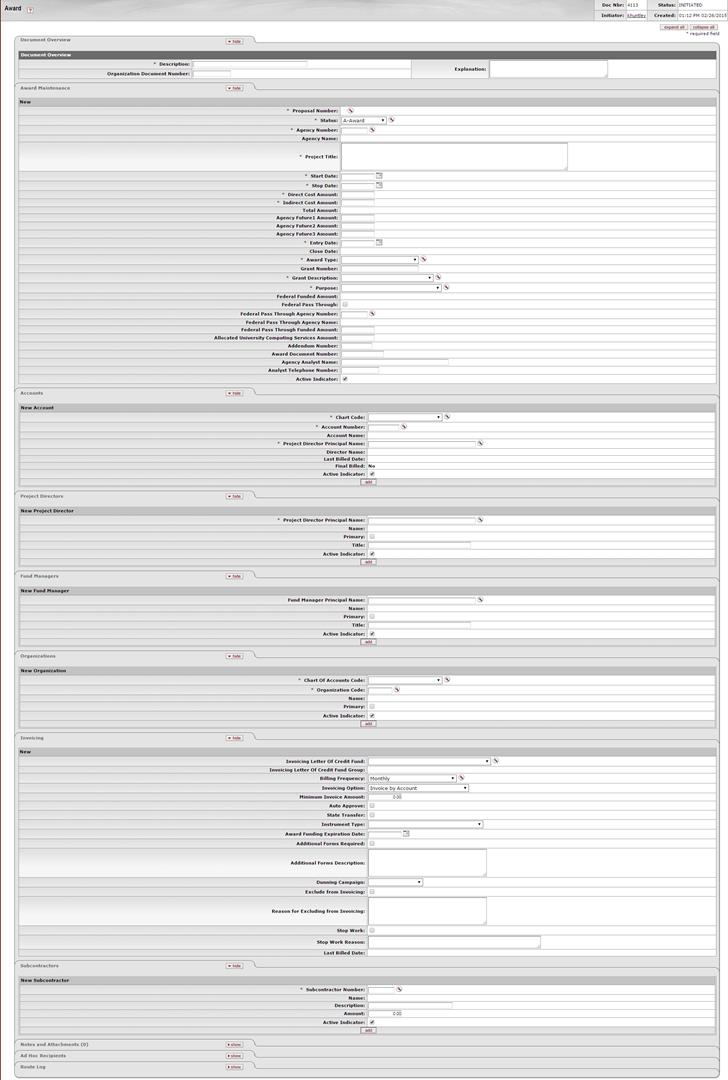 Award
Doc Nbr: 4113 Status: INITIATED
Initiator: khuntley Created: 01:12 PM 02/26/2015
expand all collapse all
* required field
Document Overview hide
Document Overview
* Description:
Explanation:
Organization Document Number:
Award Maintenance hide
New
* Proposal Number:
* Status: A-Award
* Agency Number:
Agency Name:
* Project Title:
* Start Date:
* Stop Date:
* Direct Cost Amount:
* Indirect Cost Amount:
Total Amount:
Agency Future1 Amount:
Agency Future2 Amount:
Agency Future3 Amount:
* Entry Date:
Close Date:
* Award Type:
Grant Number:
* Grant Description:
* Purpose:
Federal Funded Amount:
Federal Pass Through:
Federal Pass Through Agency Number:
Federal Pass Through Agency Name:
Federal Pass Through Funded Amount:
Allocated University Computing Services Amount:
Addendum Number:
Award Document Number:
Agency Analyst Name:
Analyst Telephone Number:
Active Indicator:
Accounts hide
New Account
* Chart Code:
* Account Number:
Account Name:
* Project Director Principal Name:
Director Name:
Last Billed Date:
Final Billed: No
Active Indicator:
add
Project Directors hide
New Project Director
* Project Director Principal Name:
Name:
Primary:
Title:
Active Indicator:
add
Fund Managers hide
New Fund Manager
Fund Manager Principal Name:
Name:
Primary:
Title:
Active Indicator:
add
Organizations hide
New Organization
* Chart Of Accounts Code:
* Organization Code:
Name:
Primary:
Active Indicator:
add
Invoicing hide
New
Invoicing Letter Of Credit Fund:
Invoicing Letter Of Credit Fund Group:
Billing Frequency: Monthly
Invoicing Option: Invoice by Account
Minimum Invoice Amount: 0.00
Auto Approve:
State Transfer:
Instrument Type:
Award Funding Expiration Date:
Additional Forms Required:
Additional Forms Description:
Dunning Campaign:
Exclude from Invoicing:
Reason for Excluding from Invoicing:
Stop Work:
Stop Work Reason:
Last Billed Date:
Subcontractors hide
New Subcontractor
* Subcontractor Number:
Name:
Description:
Amount: 0.00
Active Indicator:
add
Notes and Attachments (0) show
Ad Hoc Recipients show
Route Log show